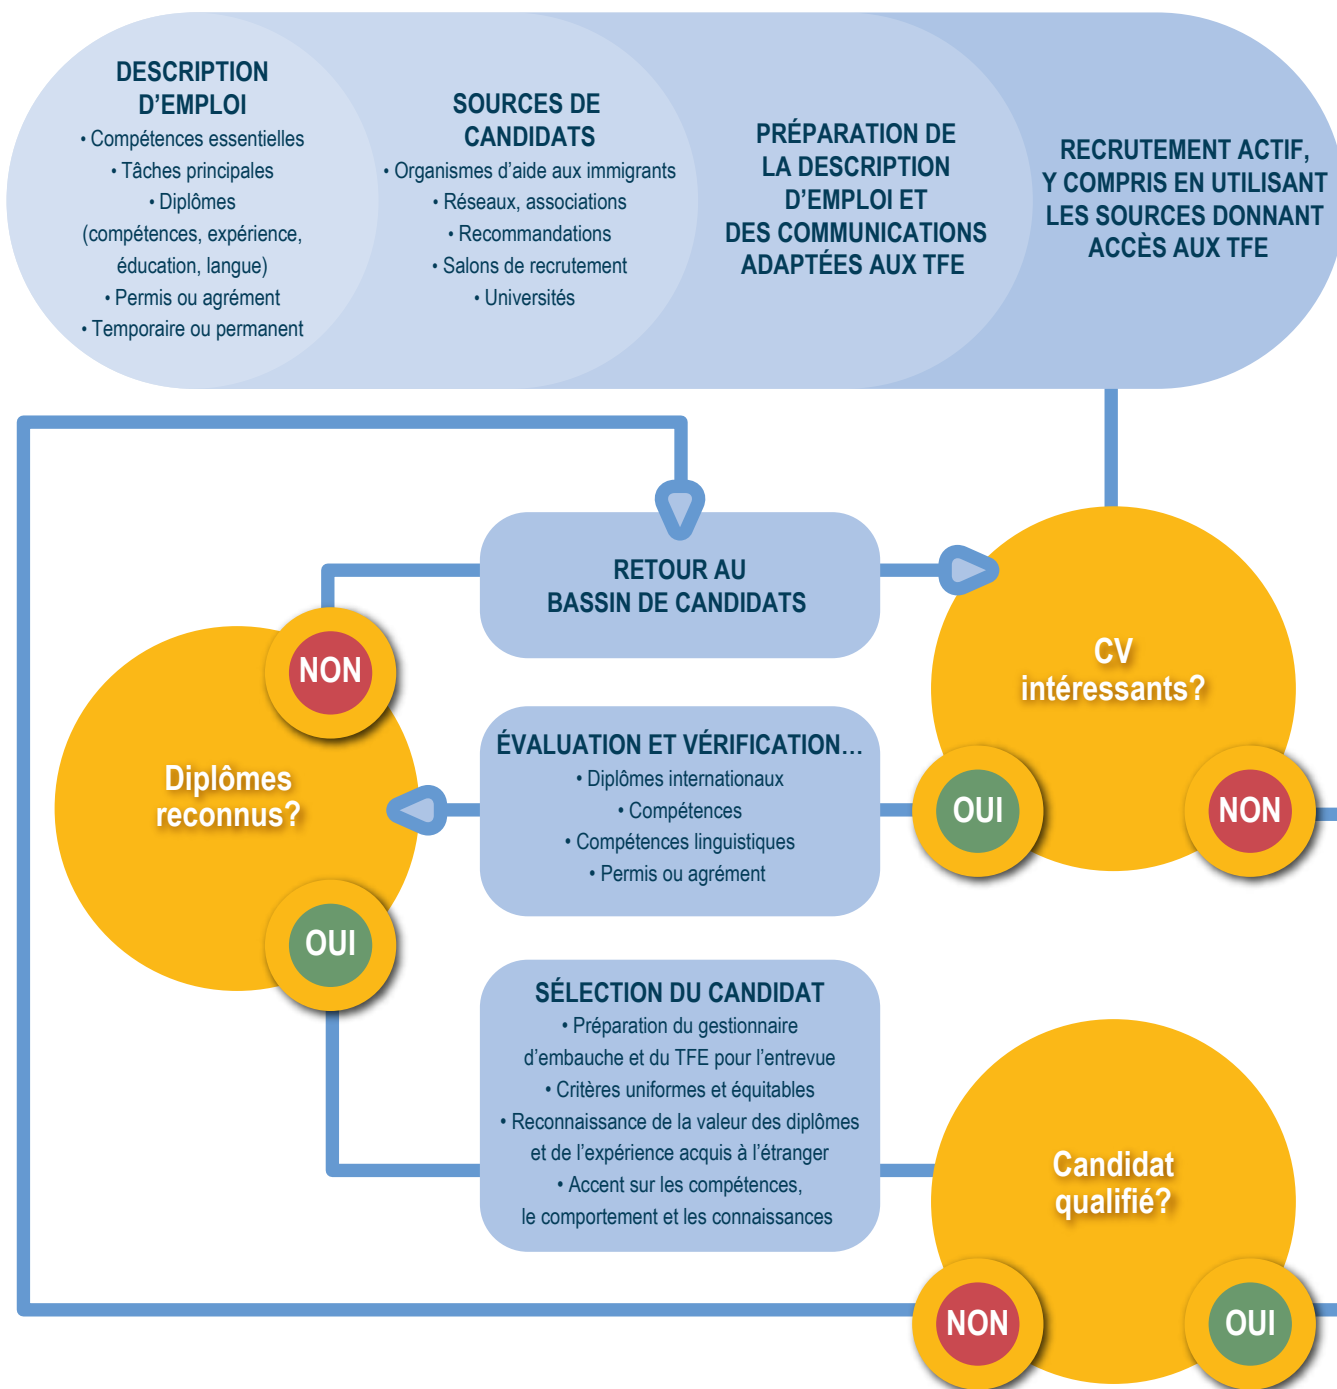 DESCRIPTION
D’EMPLOI
• Compétences essentielles
• Tâches principales
• Diplômes
(compétences, expérience,
éducation, langue)
• Permis ou agrément
• Temporaire ou permanent
SOURCES DE
CANDIDATS
• Organismes d’aide aux immigrants
• Réseaux, associations
• Recommandations
• Salons de recrutement
• Universités
PRÉPARATION DE
LA DESCRIPTION
D’EMPLOI ET
DES COMMUNICATIONS
ADAPTÉES AUX TFE
RECRUTEMENT ACTIF,
Y COMPRIS EN UTILISANT
LES SOURCES DONNANT
ACCÈS AUX TFE
RETOUR AU
BASSIN DE CANDIDATS
CV
intéressants?
OUI
NON
ÉVALUATION ET VÉRIFICATION…
• Diplômes internationaux
• Compétences
• Compétences linguistiques
• Permis ou agrément
Diplômes
reconnus?
NON
OUI
SÉLECTION DU CANDIDAT
• Préparation du gestionnaire
d’embauche et du TFE pour l’entrevue
• Critères uniformes et équitables
• Reconnaissance de la valeur des diplômes
et de l’expérience acquis à l’étranger
• Accent sur les compétences,
le comportement et les connaissances
Candidat
qualifié?
NON
OUI